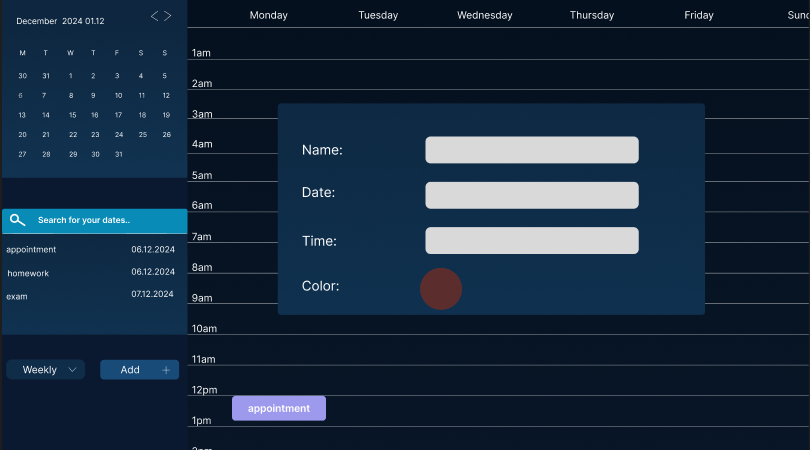 December 2024 01.12
M T W T F S S
30 31 1 2 3 4 5
6 7 8 9 10 11 12
13 14 15 16 17 18 19
20 21 22 23 24 25 26
27 28 29 30 31
Search for your dates..
appointment 06.12.2024
homework 06.12.2024
exam 07.12.2024
Weekly
Add
Monday Tuesday Wednesday Thursday Friday
1am
2am
3am
4am
5am
6am
7am
8am
9am
10am
11am
12pm
1pm
Name:
Date:
Time:
Color:
appointment